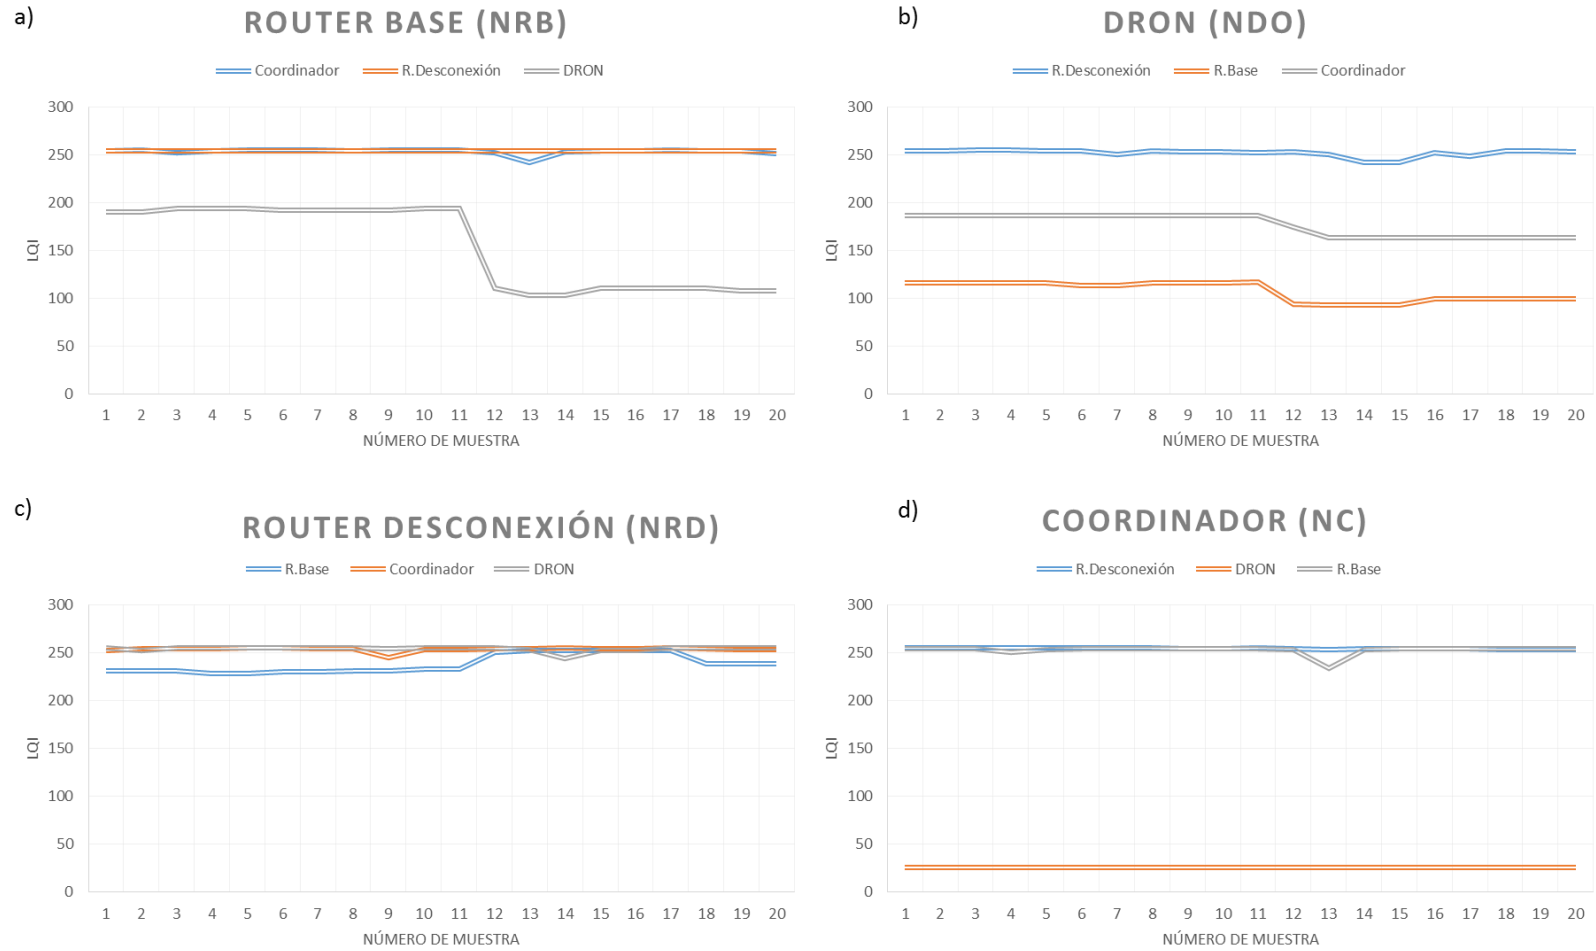 a)
ROUTER BASE (NRB)
Coordinador R.Desconexión DRON
300
250
200
150
100
50
0
LQI
1 2 3 4 5 6 7 8 9 10 11 12 13 14 15 16 17 18 19 20
NÚMERO DE MUESTRA
b)
DRON (NDO)
R.Desconexión R.Base Coordinador
300
250
200
150
100
50
0
LQI
1 2 3 4 5 6 7 8 9 10 11 12 13 14 15 16 17 18 19 20
NÚMERO DE MUESTRA
c)
ROUTER DESCONEXIÓN (NRD)
R.Base Coordinador DRON
300
250
200
150
100
50
0
LQI
1 2 3 4 5 6 7 8 9 10 11 12 13 14 15 16 17 18 19 20
NÚMERO DE MUESTRA
d)
COORDINADOR (NC)
R.Desconexión DRON R.Base
300
250
200
150
100
50
0
LQI
1 2 3 4 5 6 7 8 9 10 11 12 13 14 15 16 17 18 19 20
NÚMERO DE MUESTRA